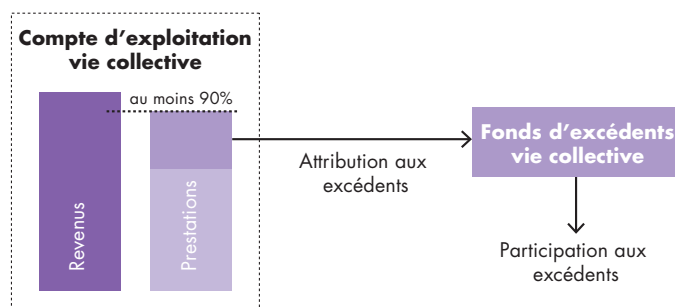 Compte d’exploitation
vie collective
au moins 90%
Revenus
Prestations
Attribution aux
excédents
Fonds d’excédents
vie collective
Participation aux
excédents